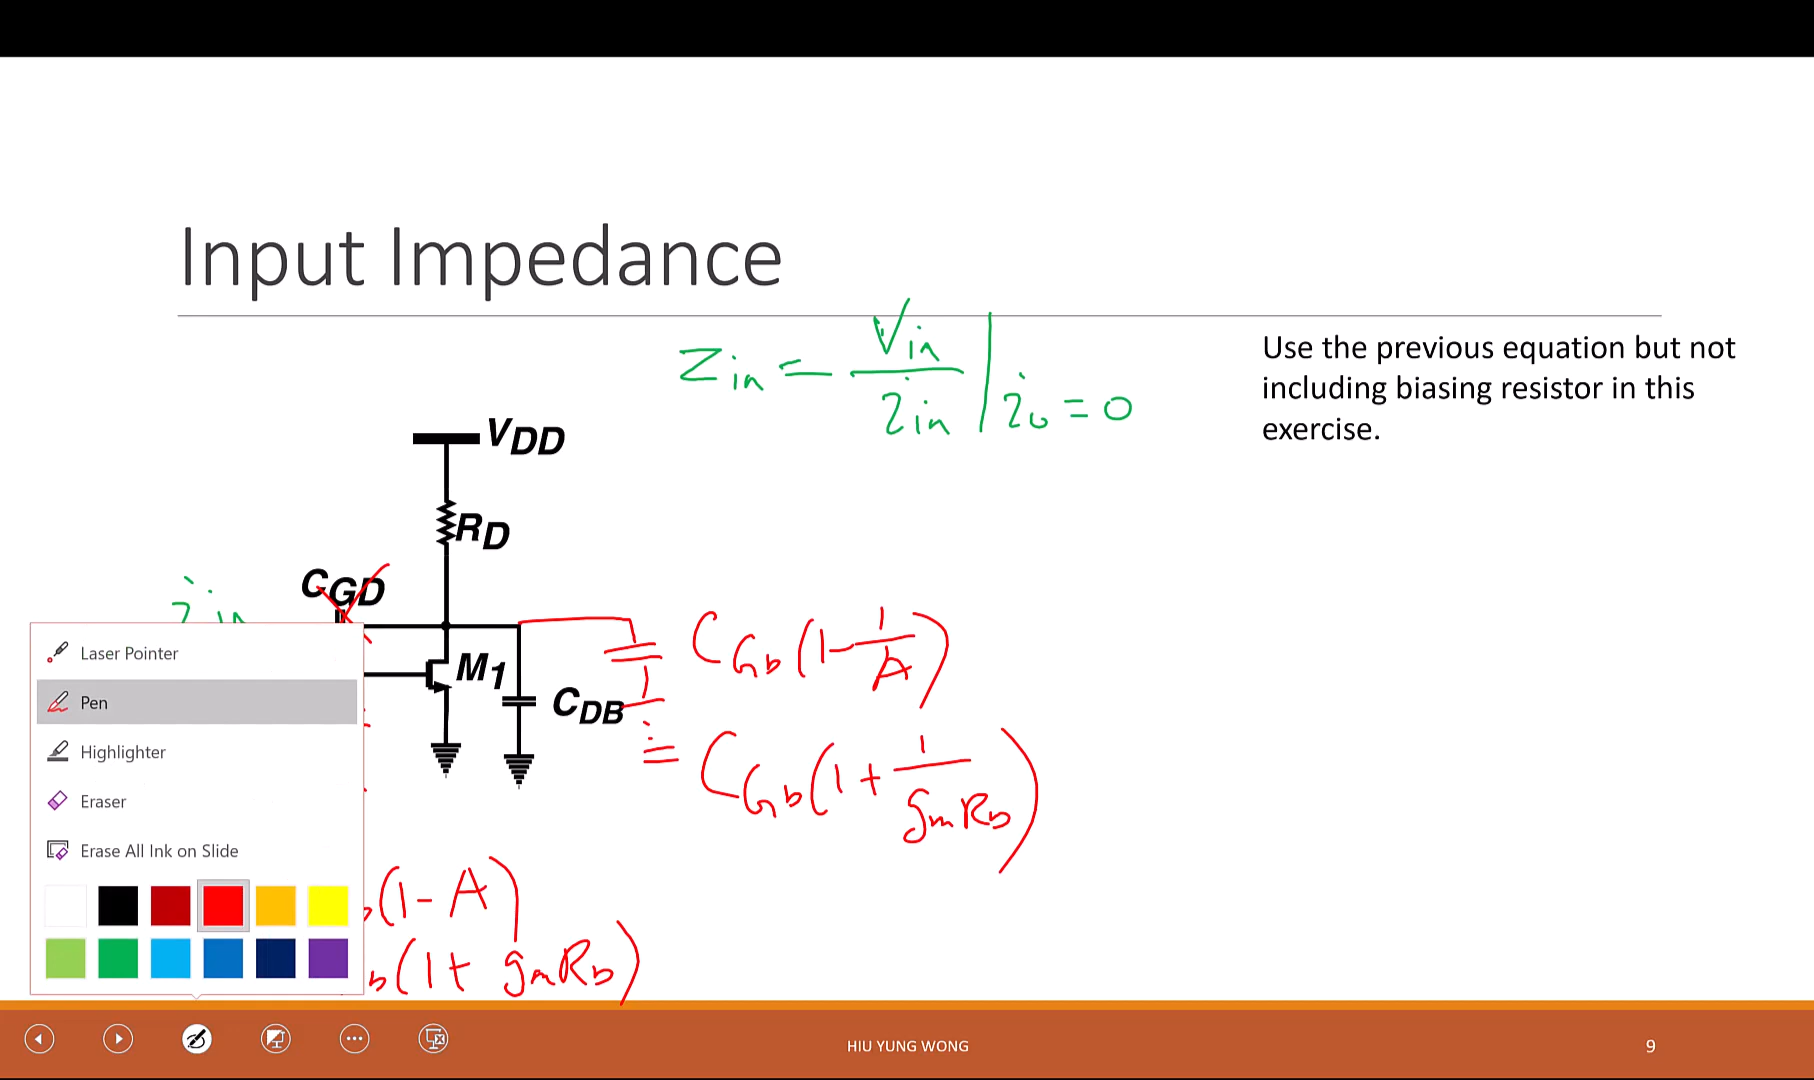 Input Impedance
Zin = Vin / iin | io = 0
Use the previous equation but not
including biasing resistor in this
exercise.
VDD
RD
CGD
iin
M1
CDB
CGD(1 - 1/A)
= CGD(1 + 1/gmRD)
Laser Pointer
Pen
Highlighter
Eraser
Erase All Ink on Slide
D(1 - A)
D(1 + gmRD)
HIU YUNG WONG
9